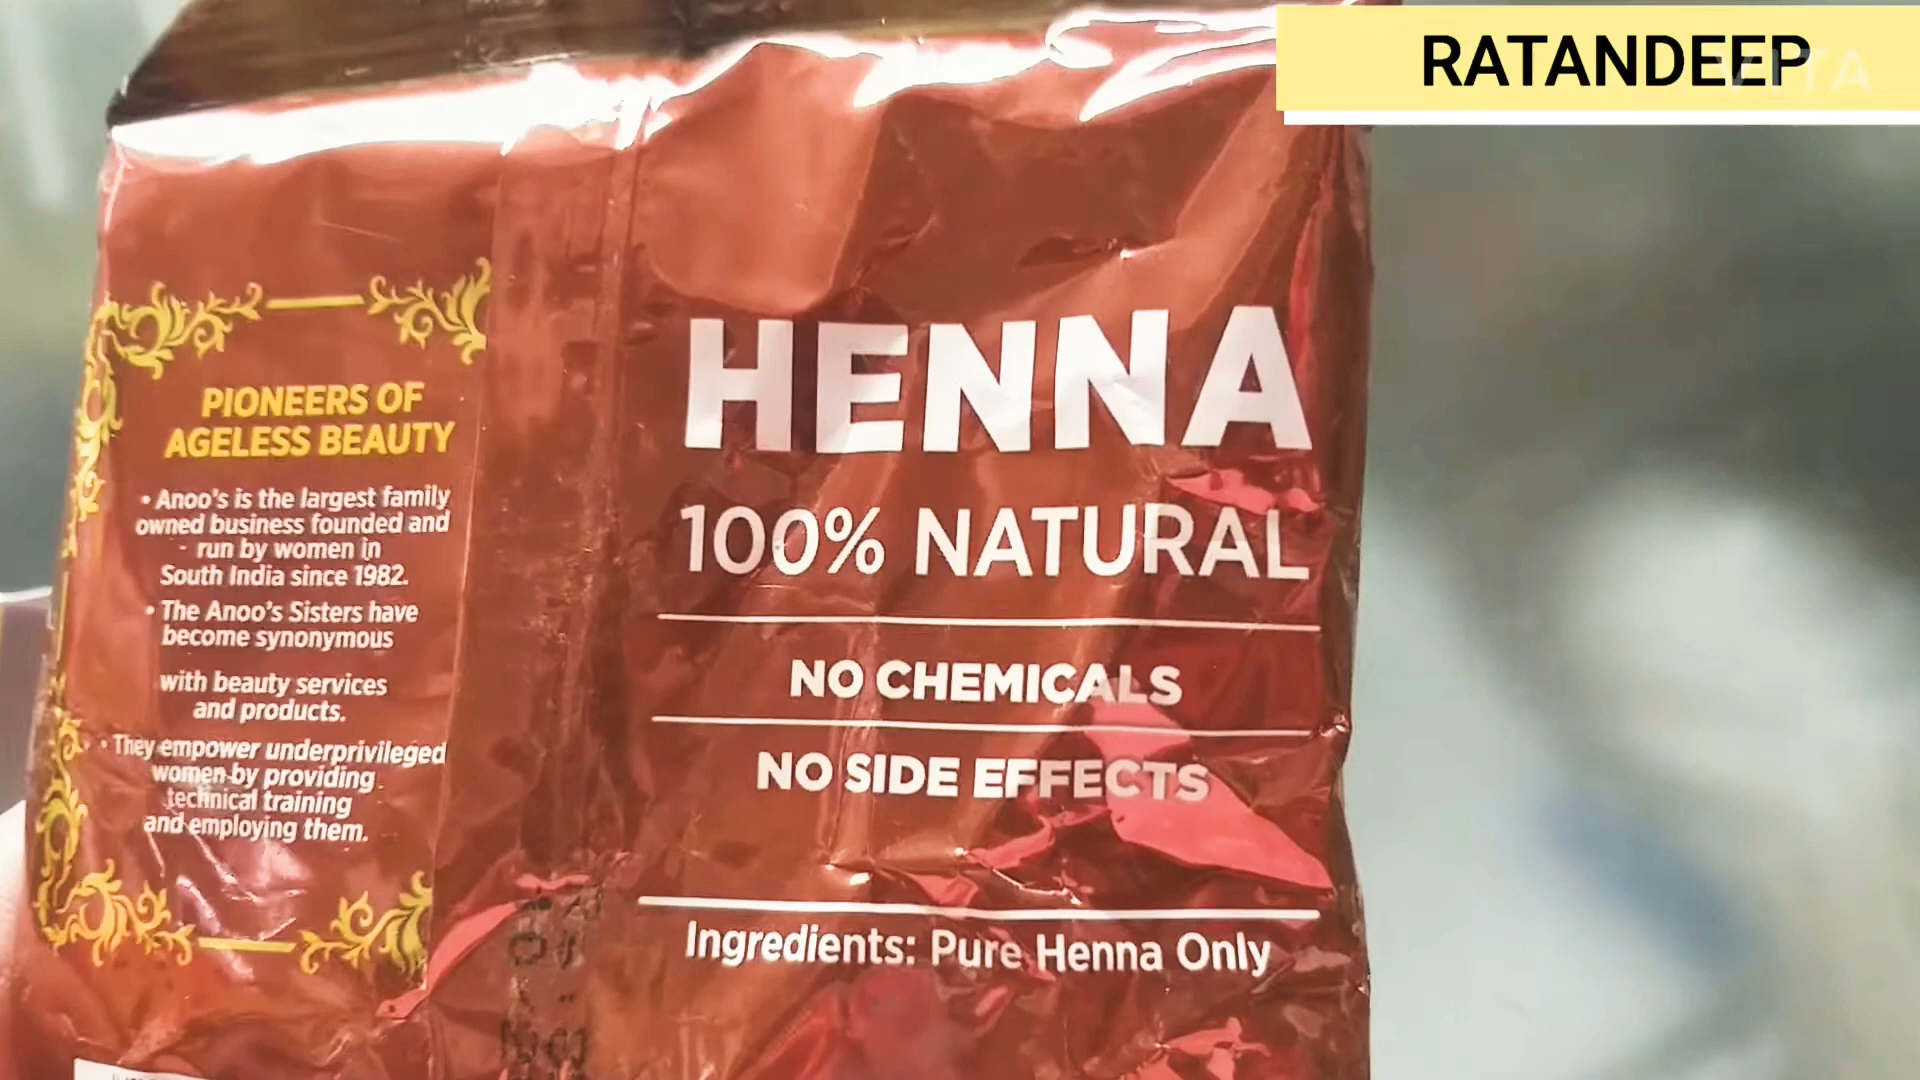 RATANDEEP
VITA
PIONEERS OF
AGELESS BEAUTY
• Anoo's is the largest family
owned business founded and
- run by women in
South India since 1982.
• The Anoo's Sisters have
become synonymous
with beauty services
and products.
• They empower underprivileged
women by providing
technical training
and employing them.
HENNA
100% NATURAL
NO CHEMICALS
NO SIDE EFFECTS
Ingredients: Pure Henna Only